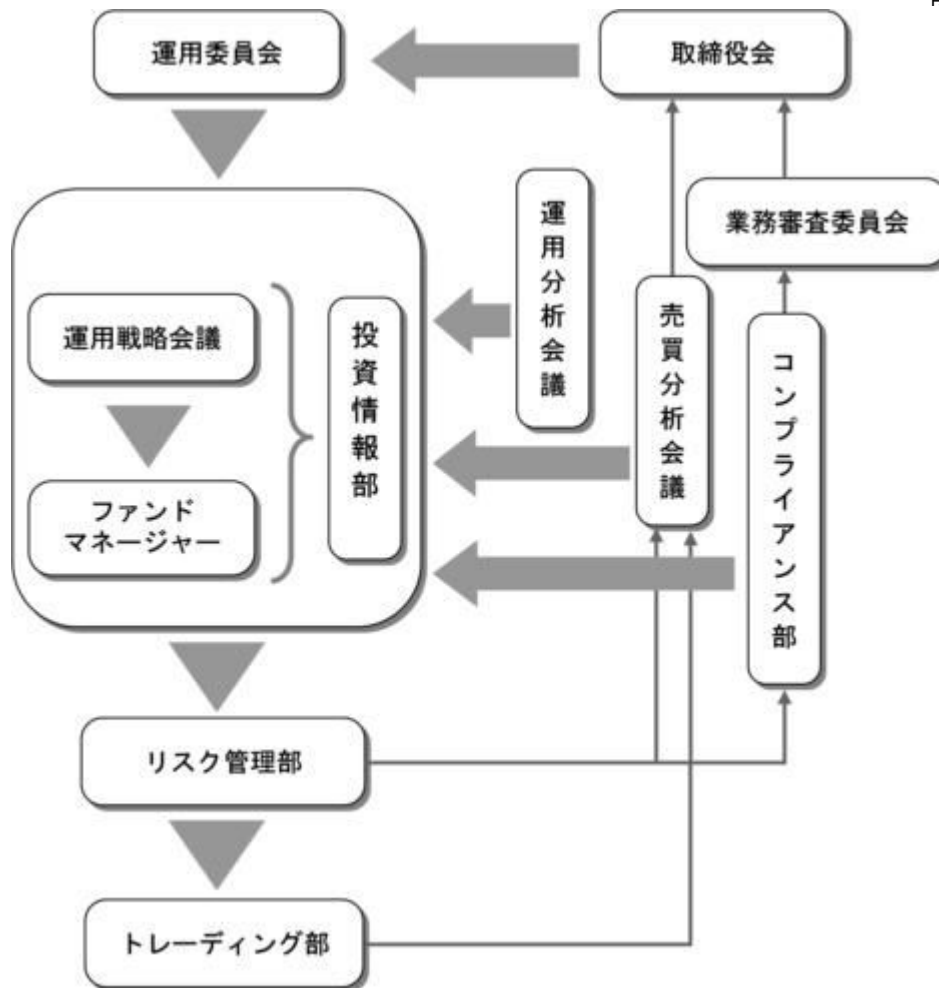 運用委員会
取締役会
業務審査委員会
運用分析会議
売買分析会議
コンプライアンス部
投資情報部
運用戦略会議
ファンド
マネージャー
リスク管理部
トレーディング部